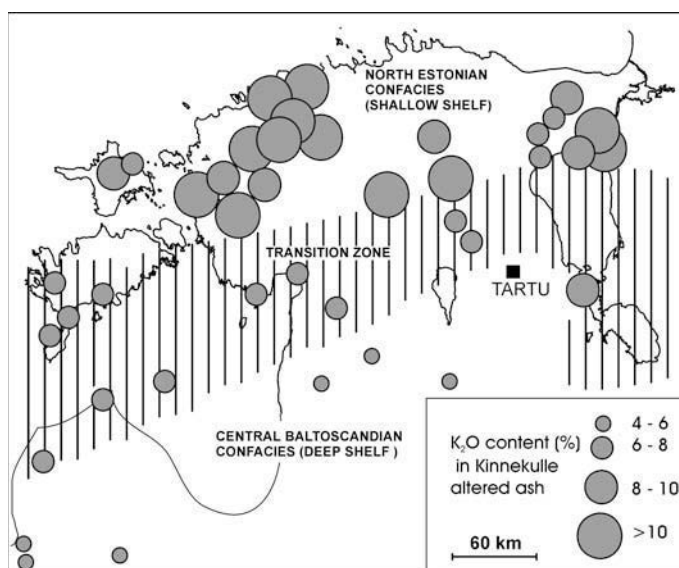 NORTH ESTONIAN
CONFACIES
(SHALLOW SHELF)
TRANSITION ZONE
TARTU
CENTRAL BALTOSCANDIAN
CONFACIES (DEEP SHELF )
K₂O content (%)
in Kinnekulle
altered ash
4 - 6
6 - 8
8 - 10
>10
60 km